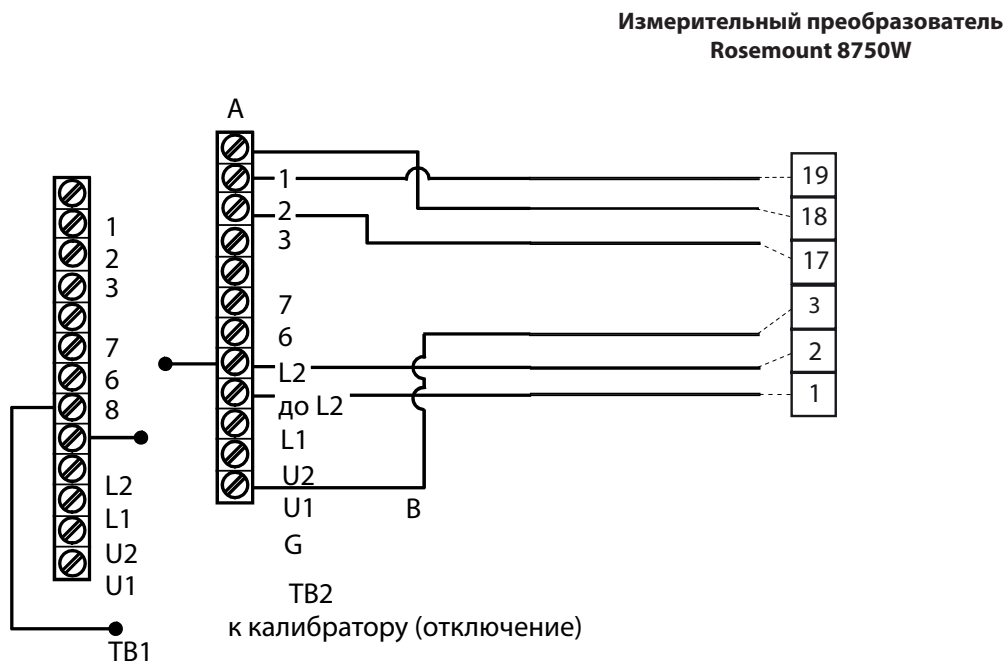 Измерительный преобразователь
Rosemount 8750W
A
1
2
3
7
6
L2
до L2
L1
U2
U1
G
TB2
B
к калибратору (отключение)
1
2
3
7
6
8
L2
L1
U2
U1
TB1
19
18
17
3
2
1